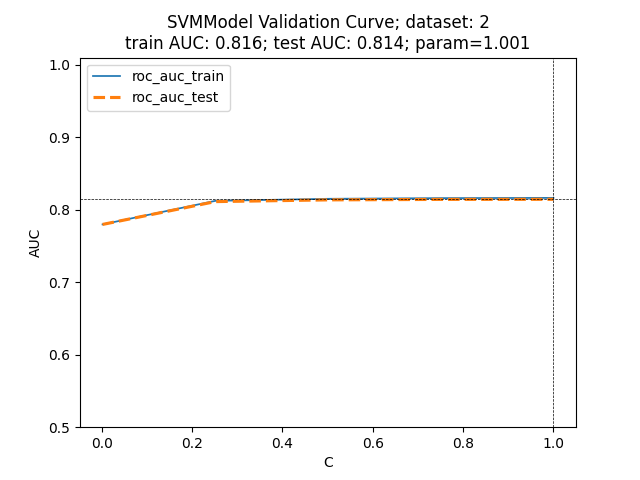 SVMModel Validation Curve; dataset: 2
train AUC: 0.816; test AUC: 0.814; param=1.001
roc_auc_train
roc_auc_test
1.0
0.9
0.8
0.7
0.6
0.5
AUC
0.0 0.2 0.4 0.6 0.8 1.0
C